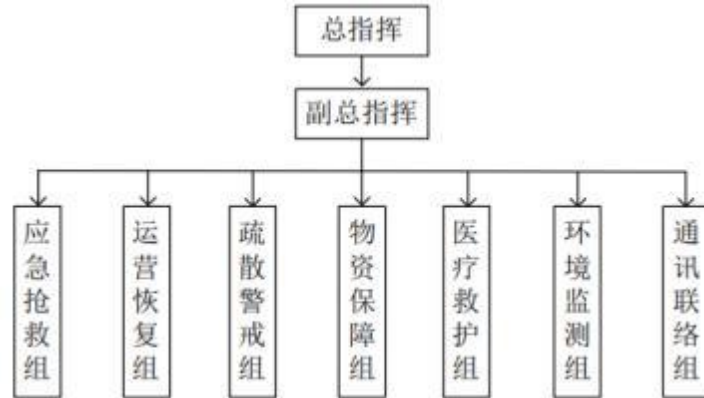 总指挥
副总指挥
应急抢救组
运营恢复组
疏散警戒组
物资保障组
医疗救护组
环境监测组
通讯联络组